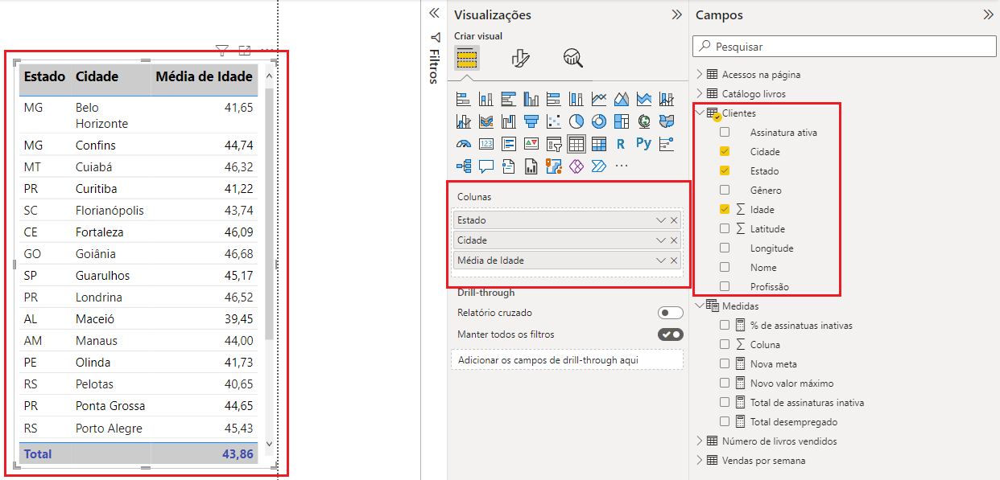 Estado Cidade Média de Idade
MG Belo Horizonte 41,65
MG Confins 44,74
MT Cuiabá 46,32
PR Curitiba 41,22
SC Florianópolis 43,74
CE Fortaleza 46,09
GO Goiânia 46,68
SP Guarulhos 45,17
PR Londrina 46,52
AL Maceió 39,45
AM Manaus 44,00
PE Olinda 41,73
RS Pelotas 40,65
PR Ponta Grossa 44,65
RS Porto Alegre 45,43
Total 43,86
Filtros
Visualizações
Criar visual
123
R
Py
Colunas
Estado
Cidade
Média de Idade
Drill-through
Relatório cruzado
Manter todos os filtros
Adicionar os campos de drill-through aqui
Campos
Pesquisar
Acessos na página
Catálogo livros
Clientes
Assinatura ativa
Cidade
Estado
Gênero
∑ Idade
∑ Latitude
Longitude
Nome
Profissão
Medidas
% de assinatuas inativas
∑ Coluna
Nova meta
Novo valor máximo
Total de assinaturas inativa
Total desempregado
Número de livros vendidos
Vendas por semana